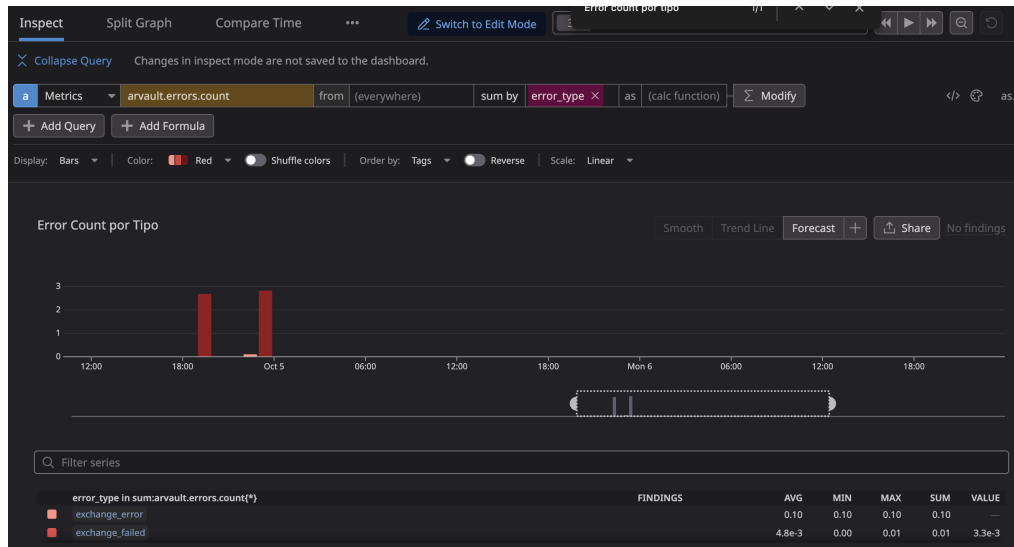 Inspect Split Graph Compare Time ••• Switch to Edit Mode Error count por tipo 1/1
Collapse Query Changes in inspect mode are not saved to the dashboard.
a Metrics arvault.errors.count from (everywhere) sum by error_type × as (calc function) Σ Modify </> as.
+ Add Query + Add Formula
Display: Bars Color: Red Shuffle colors Order by: Tags Reverse Scale: Linear
Error Count por Tipo Smooth Trend Line Forecast + Share No findings
3
2
1
0
12:00 18:00 Oct 5 06:00 12:00 18:00 Mon 6 06:00 12:00 18:00
Filter series
error_type in sum:arvault.errors.count{*} FINDINGS AVG MIN MAX SUM VALUE
exchange_error 0.10 0.10 0.10 0.10 —
exchange_failed 4.8e-3 0.00 0.01 0.01 3.3e-3